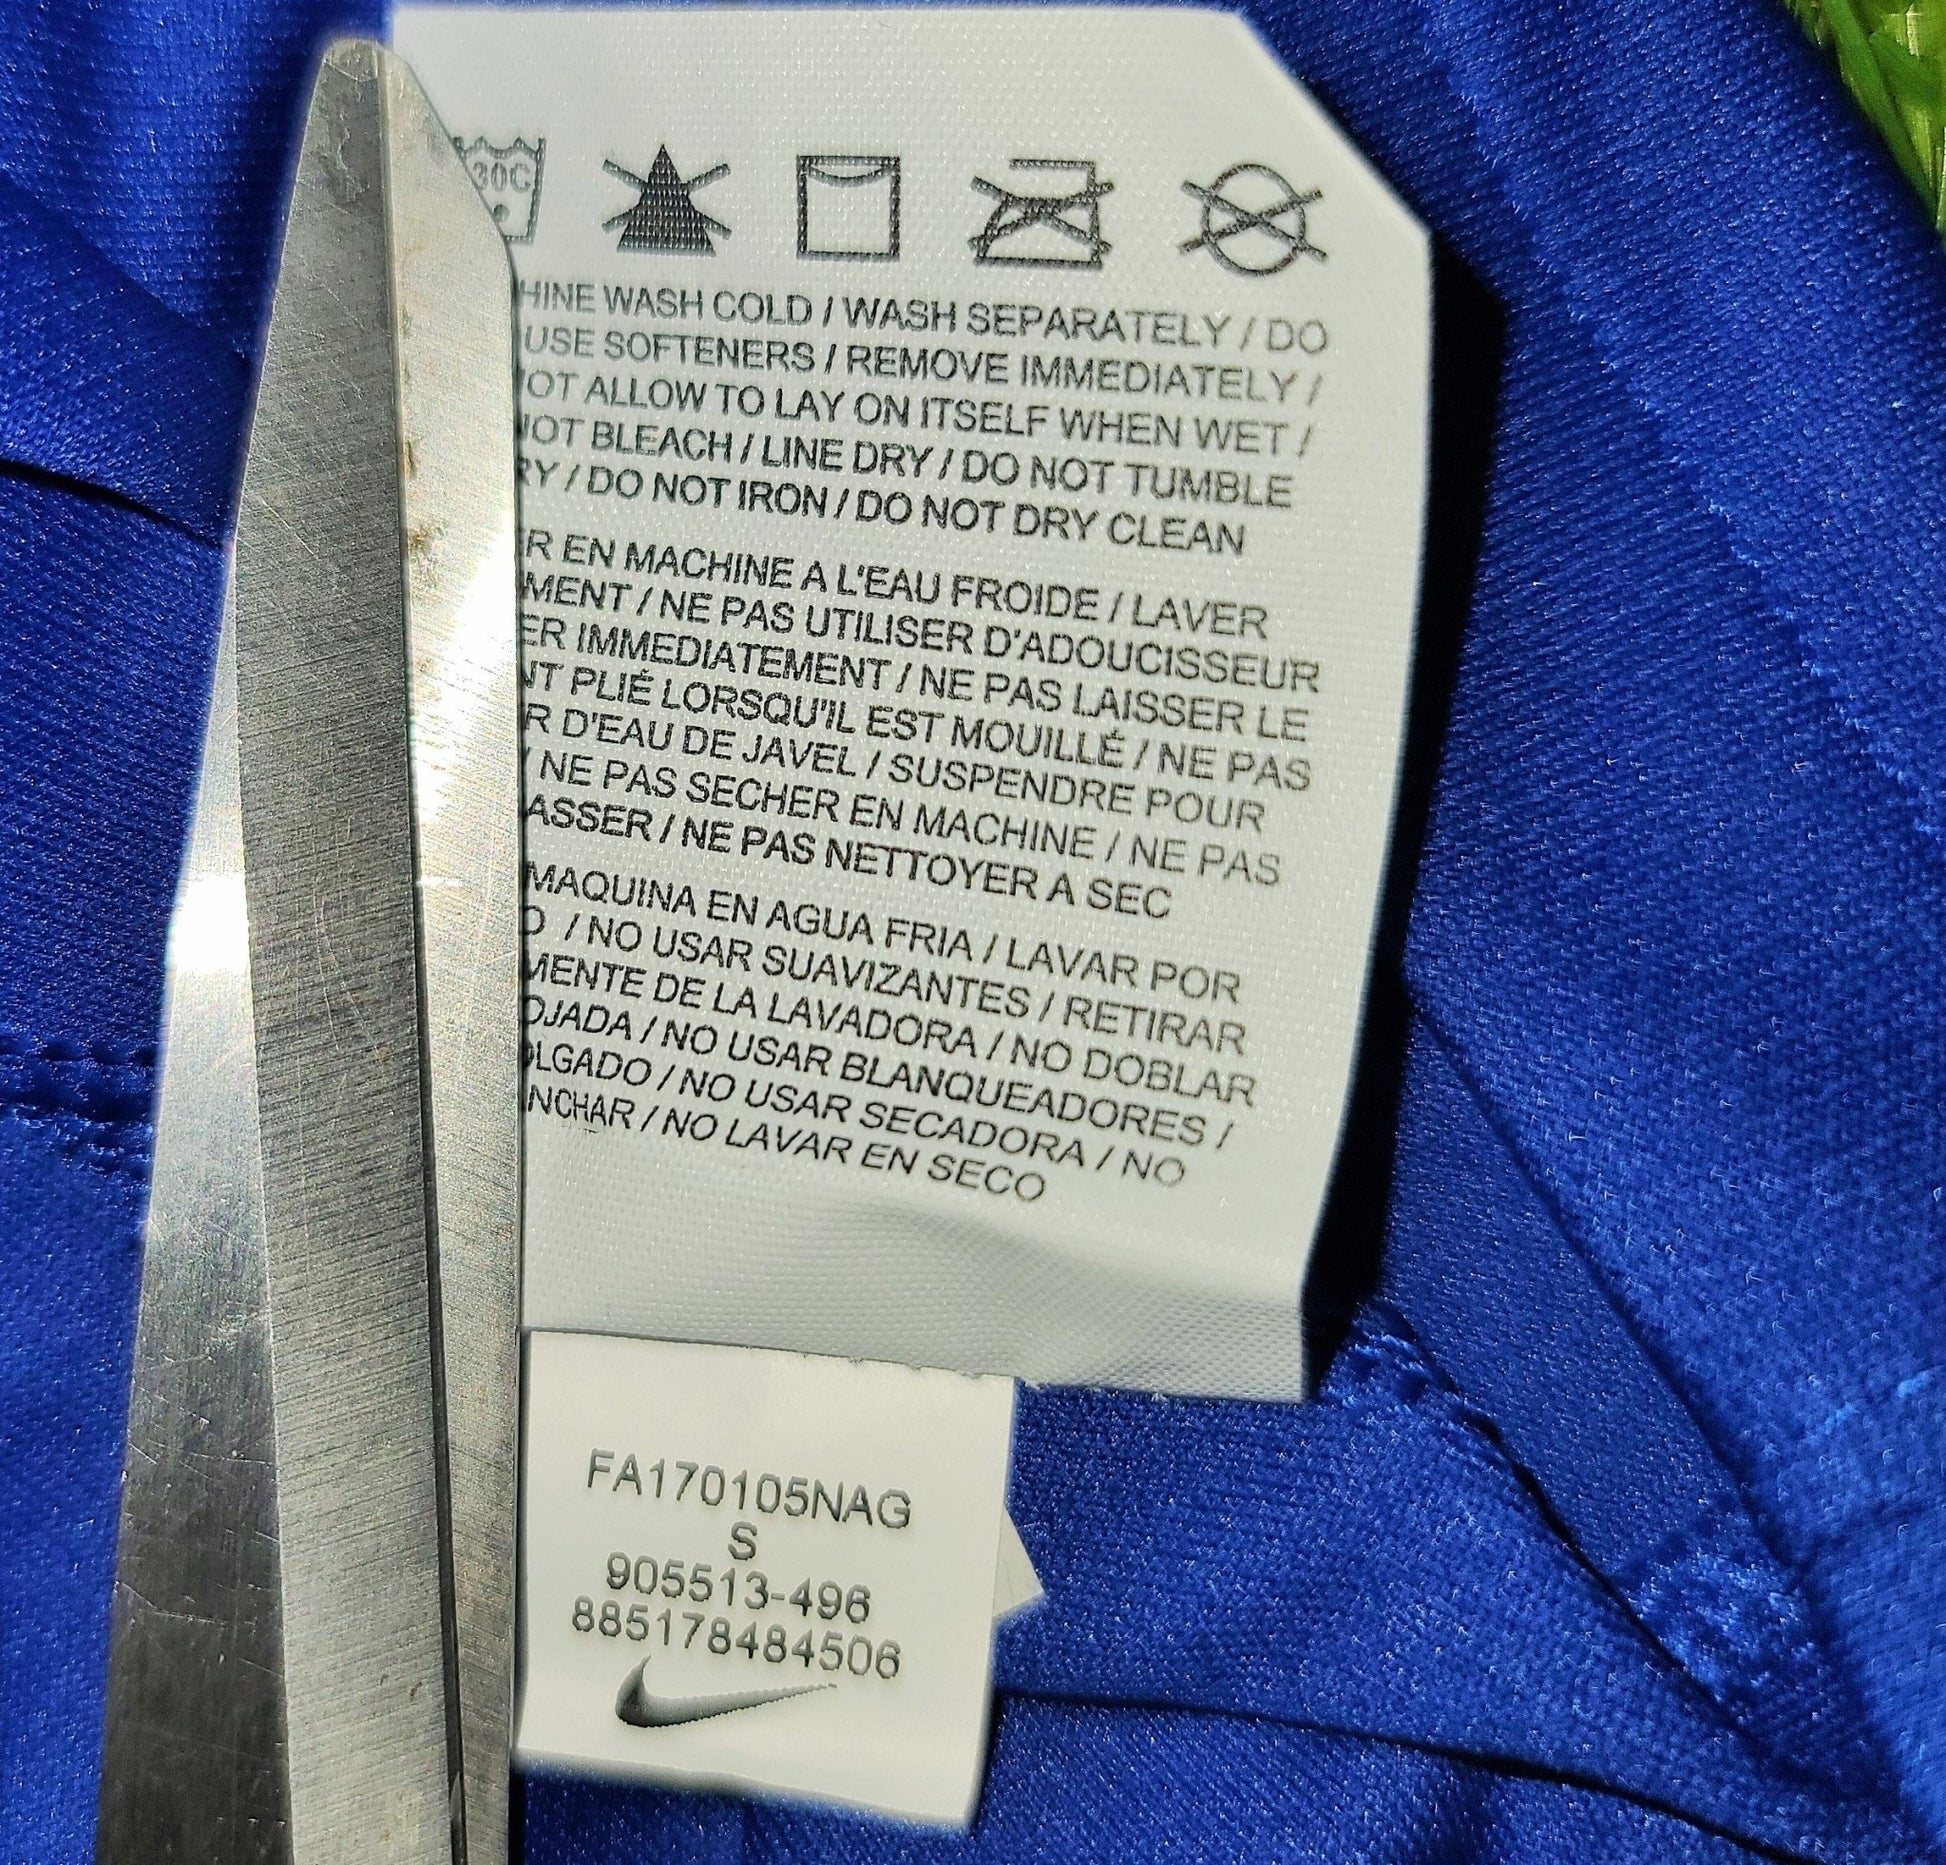 30C
HINE WASH COLD / WASH SEPARATELY / DO
USE SOFTENERS / REMOVE IMMEDIATELY /
OT ALLOW TO LAY ON ITSELF WHEN WET /
OT BLEACH / LINE DRY / DO NOT TUMBLE
RY / DO NOT IRON / DO NOT DRY CLEAN
ER EN MACHINE A L'EAU FROIDE / LAVER
MENT / NE PAS UTILISER D'ADOUCISSEUR
ER IMMEDIATEMENT / NE PAS LAISSER LE
NT PLIÉ LORSQU'IL EST MOUILLÉ / NE PAS
R D'EAU DE JAVEL / SUSPENDRE POUR
/ NE PAS SECHER EN MACHINE / NE PAS
ASSER / NE PAS NETTOYER A SEC
MAQUINA EN AGUA FRIA / LAVAR POR
O / NO USAR SUAVIZANTES / RETIRAR
MENTE DE LA LAVADORA / NO DOBLAR
OJADA / NO USAR BLANQUEADORES /
OLGADO / NO USAR SECADORA / NO
NCHAR / NO LAVAR EN SECO
FA170105NAG
S
905513-496
885178484506